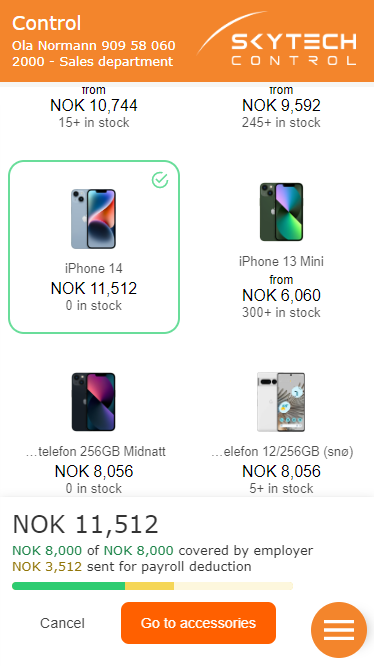 Control
Ola Normann 909 58 060
2000 - Sales department
SKYTECH
CONTROL
from
NOK 10,744
15+ in stock
from
NOK 9,592
245+ in stock
iPhone 14
NOK 11,512
0 in stock
iPhone 13 Mini
from
NOK 6,060
300+ in stock
...telefon 256GB Midnatt
NOK 8,056
0 in stock
...elefon 12/256GB (snø)
NOK 8,056
5+ in stock
NOK 11,512
NOK 8,000 of NOK 8,000 covered by employer
NOK 3,512 sent for payroll deduction
Cancel
Go to accessories